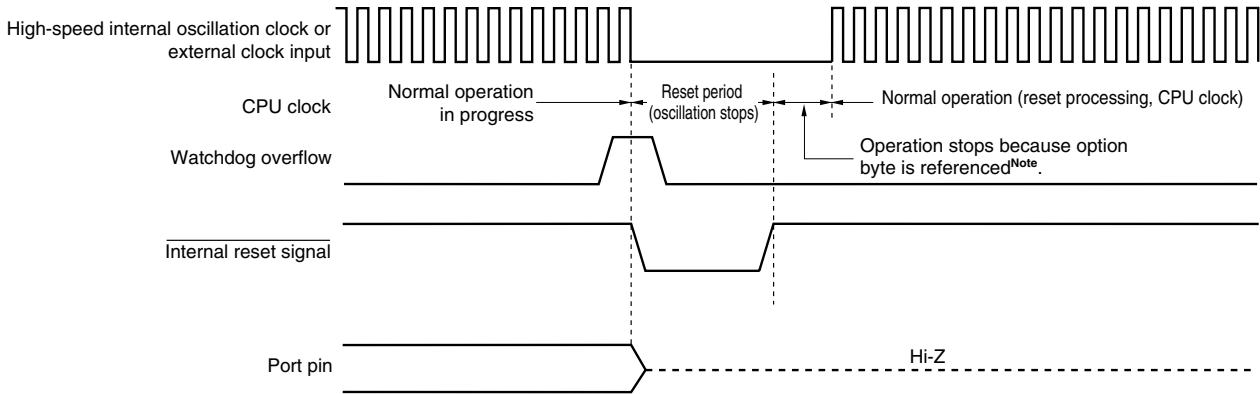 High-speed internal oscillation clock or
external clock input
CPU clock
Normal operation
in progress
Reset period
(oscillation stops)
Normal operation (reset processing, CPU clock)
Watchdog overflow
Operation stops because option
byte is referencedNote.
Internal reset signal
Port pin
Hi-Z